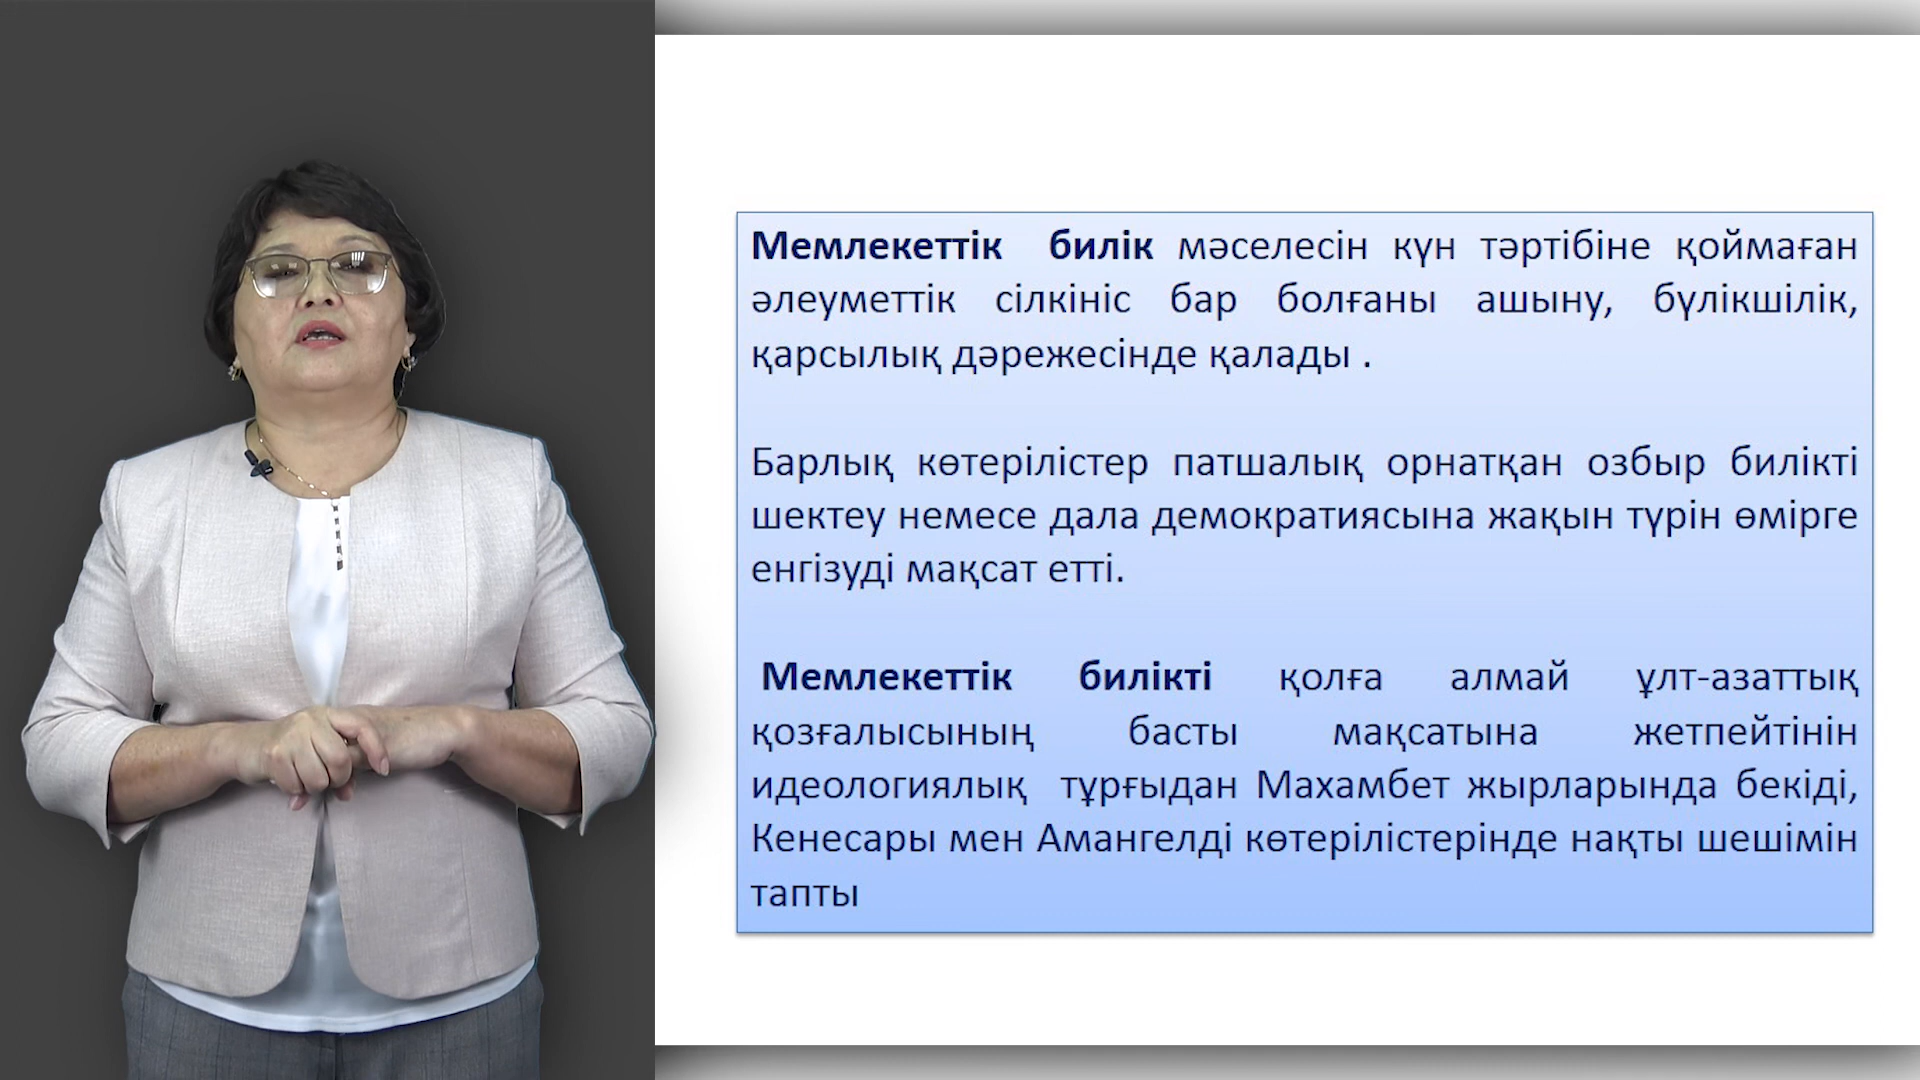 Мемлекеттік билік мәселесін күн тәртібіне қоймаған
әлеуметтік сілкініс бар болғаны ашыну, бүлікшілік,
қарсылық дәрежесінде қалады .
Барлық көтерілістер патшалық орнатқан озбыр билікті
шектеу немесе дала демократиясына жақын түрін өмірге
енгізуді мақсат етті.
Мемлекеттік билікті қолға алмай ұлт-азаттық
қозғалысының басты мақсатына жетпейтінін
идеологиялық тұрғыдан Махамбет жырларында бекіді,
Кенесары мен Амангелді көтерілістерінде нақты шешімін
тапты